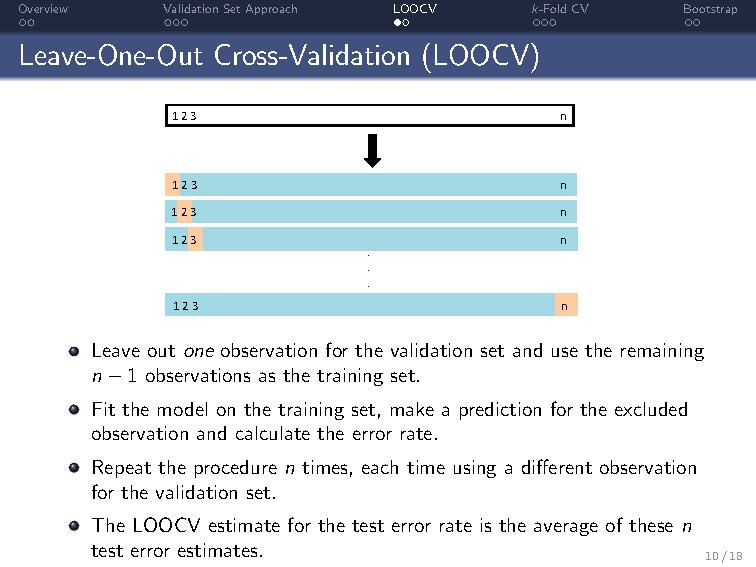 Overview Validation Set Approach LOOCV k-Fold CV Bootstrap
Leave-One-Out Cross-Validation (LOOCV)
1 2 3 n
1 2 3 n
1 2 3 n
1 2 3 n
.
.
.
1 2 3 n
Leave out one observation for the validation set and use the remaining
n − 1 observations as the training set.
Fit the model on the training set, make a prediction for the excluded
observation and calculate the error rate.
Repeat the procedure n times, each time using a different observation
for the validation set.
The LOOCV estimate for the test error rate is the average of these n
test error estimates.
10 / 18